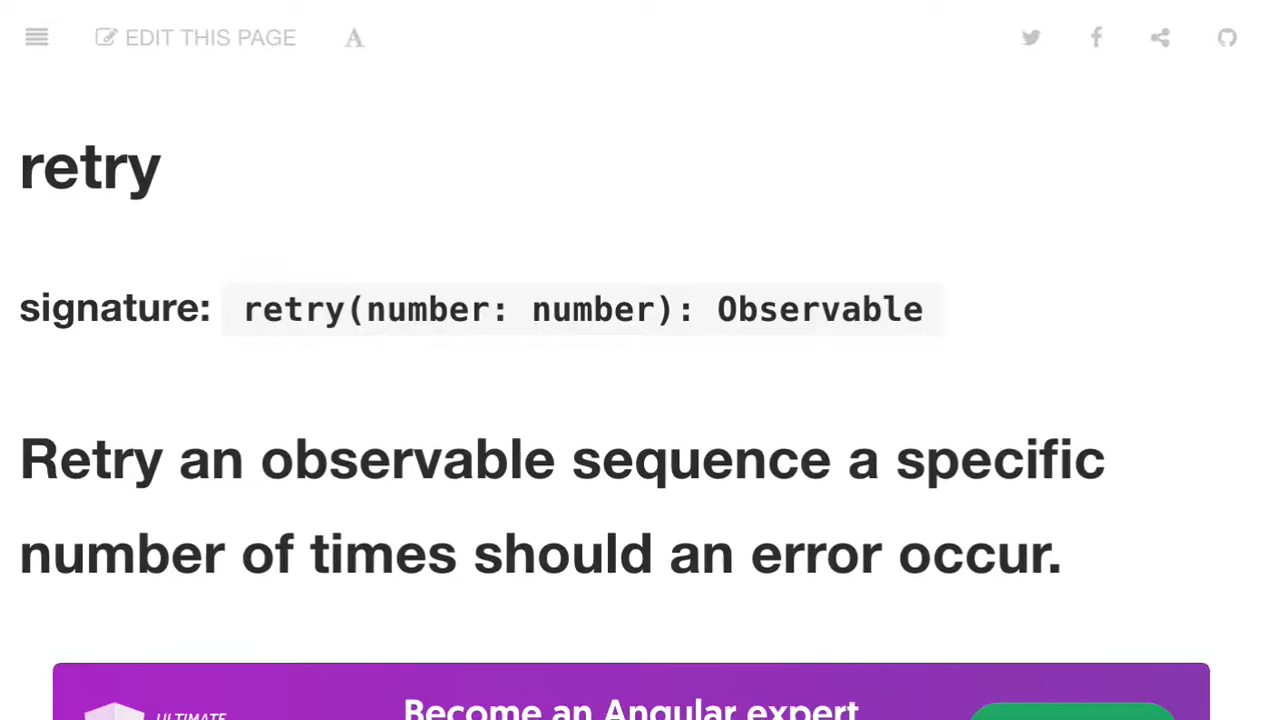 EDIT THIS PAGE A
retry
signature: retry(number: number): Observable
Retry an observable sequence a specific
number of times should an error occur.
ULTIMATE
Become an Angular expert